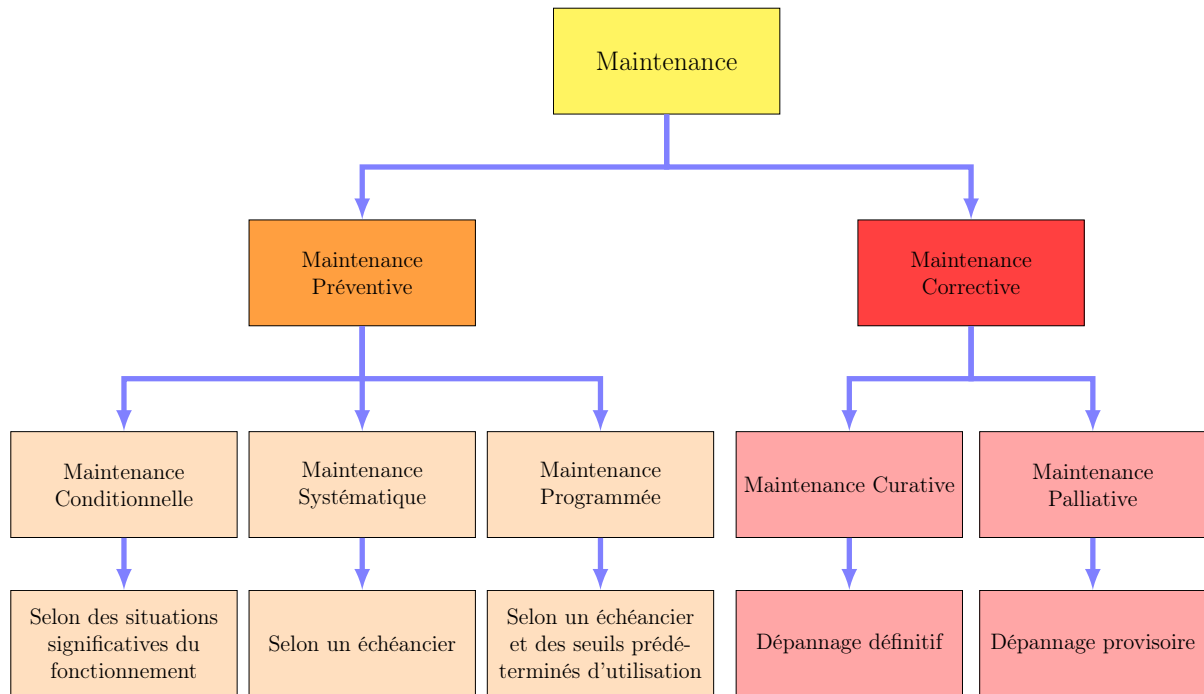 Maintenance
Maintenance
Préventive
Maintenance
Corrective
Maintenance
Conditionnelle
Maintenance
Systématique
Maintenance
Programmée
Maintenance Curative
Maintenance
Palliative
Selon des situations
significatives du
fonctionnement
Selon un échéancier
Selon un échéancier
et des seuils prédé-
terminés d'utilisation
Dépannage définitif
Dépannage provisoire